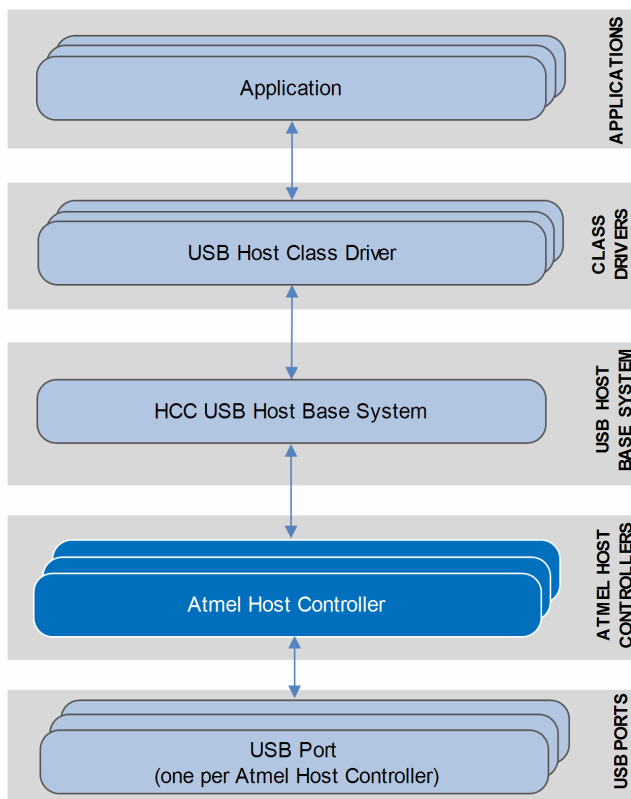 Application
APPLICATIONS
USB Host Class Driver
CLASS
DRIVERS
HCC USB Host Base System
USB HOST
BASE SYSTEM
Atmel Host Controller
ATMEL HOST
CONTROLLERS
USB Port
(one per Atmel Host Controller)
USB PORTS